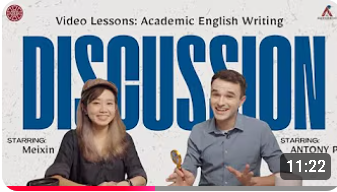 Video Lessons: Academic English Writing
DISCUSSION
STARRING:
Meixin
STARRING:
ANTONY P
11:22